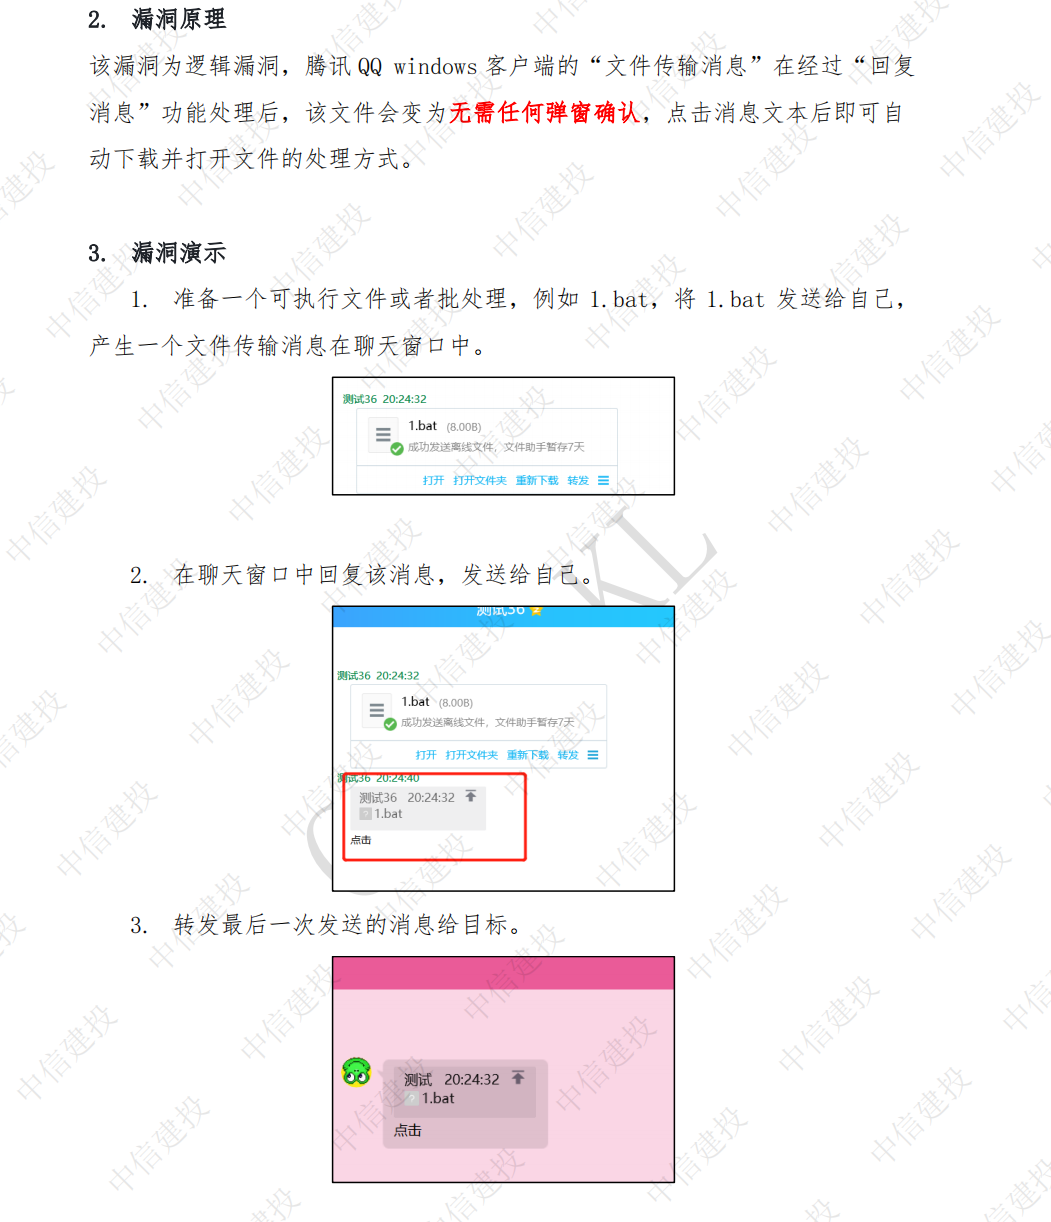 2. 漏洞原理
该漏洞为逻辑漏洞，腾讯 QQ windows 客户端的“文件传输消息”在经过“回复
消息”功能处理后，该文件会变为无需任何弹窗确认，点击消息文本后即可自
动下载并打开文件的处理方式。
3. 漏洞演示
1. 准备一个可执行文件或者批处理，例如 1.bat，将 1.bat 发送给自己，
产生一个文件传输消息在聊天窗口中。
测试36 20:24:32
1.bat (8.00B)
成功发送离线文件，文件助手暂存7天
打开 打开文件夹 重新下载 转发
2. 在聊天窗口中回复该消息，发送给自己。
测试36
测试36 20:24:32
1.bat (8.00B)
成功发送离线文件，文件助手暂存7天
打开 打开文件夹 重新下载 转发
测试36 20:24:40
测试36 20:24:32
1.bat
点击
3. 转发最后一次发送的消息给目标。
测试 20:24:32
1.bat
点击
中信建投